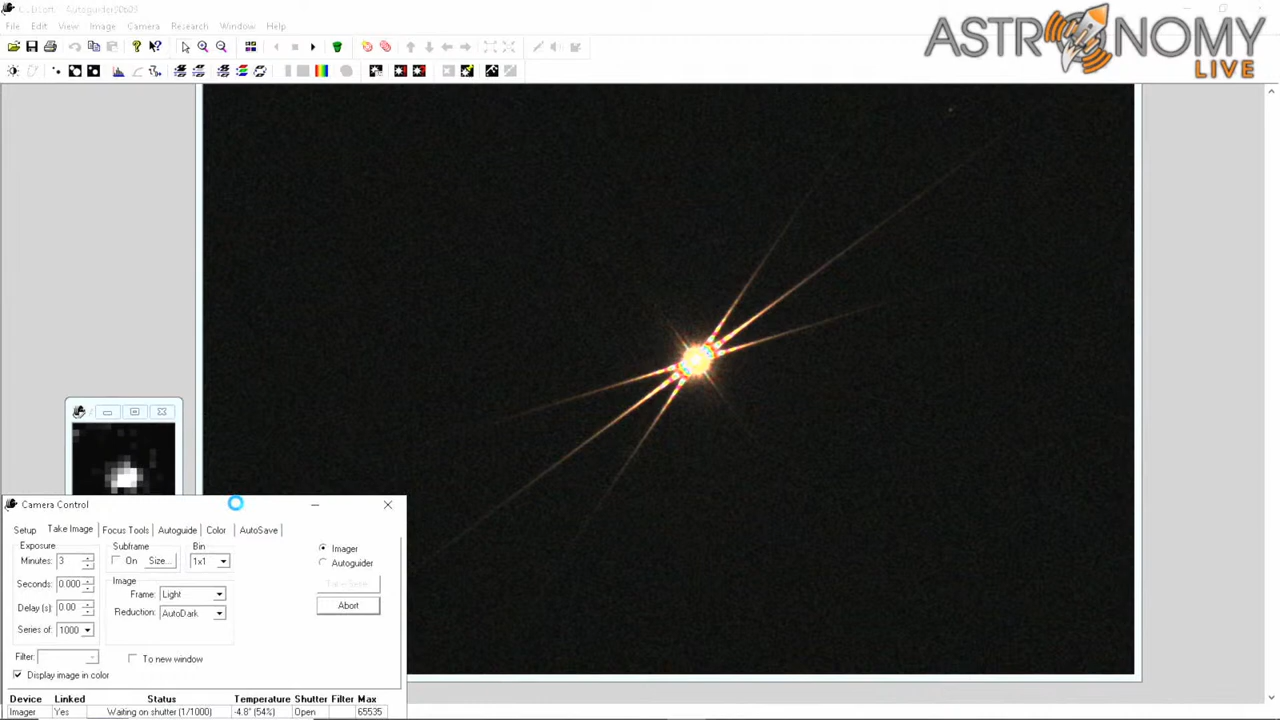 File Edit View Image Camera Research Window Help
ASTRONOMY
LIVE
Camera Control
Setup Take Image Focus Tools Autoguide Color AutoSave
Exposure Subframe Bin
Minutes: 3 On Size... 1x1
Imager
Autoguider
Seconds: 0.000 Image
Frame: Light
Delay (s): 0.00 Reduction: AutoDark Abort
Series of: 1000
Filter: To new window
Display image in color
Device Linked Status Temperature Shutter Filter Max
Imager Yes Waiting on shutter (1/1000) -4.8° (54%) Open 65535